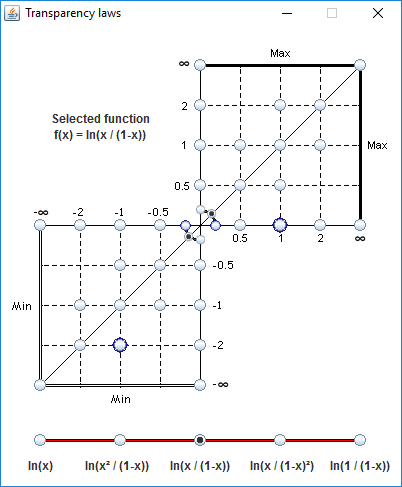 Transparency laws
Max
∞
Selected function
f(x) = ln(x / (1-x))
2
1
Max
0.5
-∞ -2 -1 -0.5
0.5 1 2 ∞
-0.5
Min
-1
-2
-∞
Min
ln(x) ln(x² / (1-x)) ln(x / (1-x)) ln(x / (1-x)²) ln(1 / (1-x))